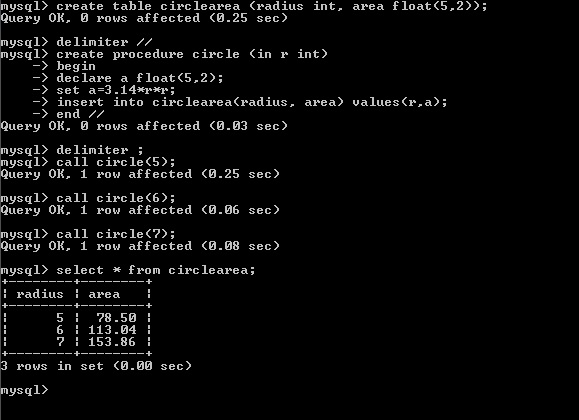 mysql> create table circlearea (radius int, area float(5,2));
Query OK, 0 rows affected (0.25 sec)
mysql> delimiter //
mysql> create procedure circle (in r int)
    -> begin
    -> declare a float(5,2);
    -> set a=3.14*r*r;
    -> insert into circlearea(radius, area) values(r,a);
    -> end //
Query OK, 0 rows affected (0.03 sec)
mysql> delimiter ;
mysql> call circle(5);
Query OK, 1 row affected (0.25 sec)
mysql> call circle(6);
Query OK, 1 row affected (0.06 sec)
mysql> call circle(7);
Query OK, 1 row affected (0.08 sec)
mysql> select * from circlearea;
+--------+--------+
| radius | area   |
+--------+--------+
|      5 |  78.50 |
|      6 | 113.04 |
|      7 | 153.86 |
+--------+--------+
3 rows in set (0.00 sec)
mysql>